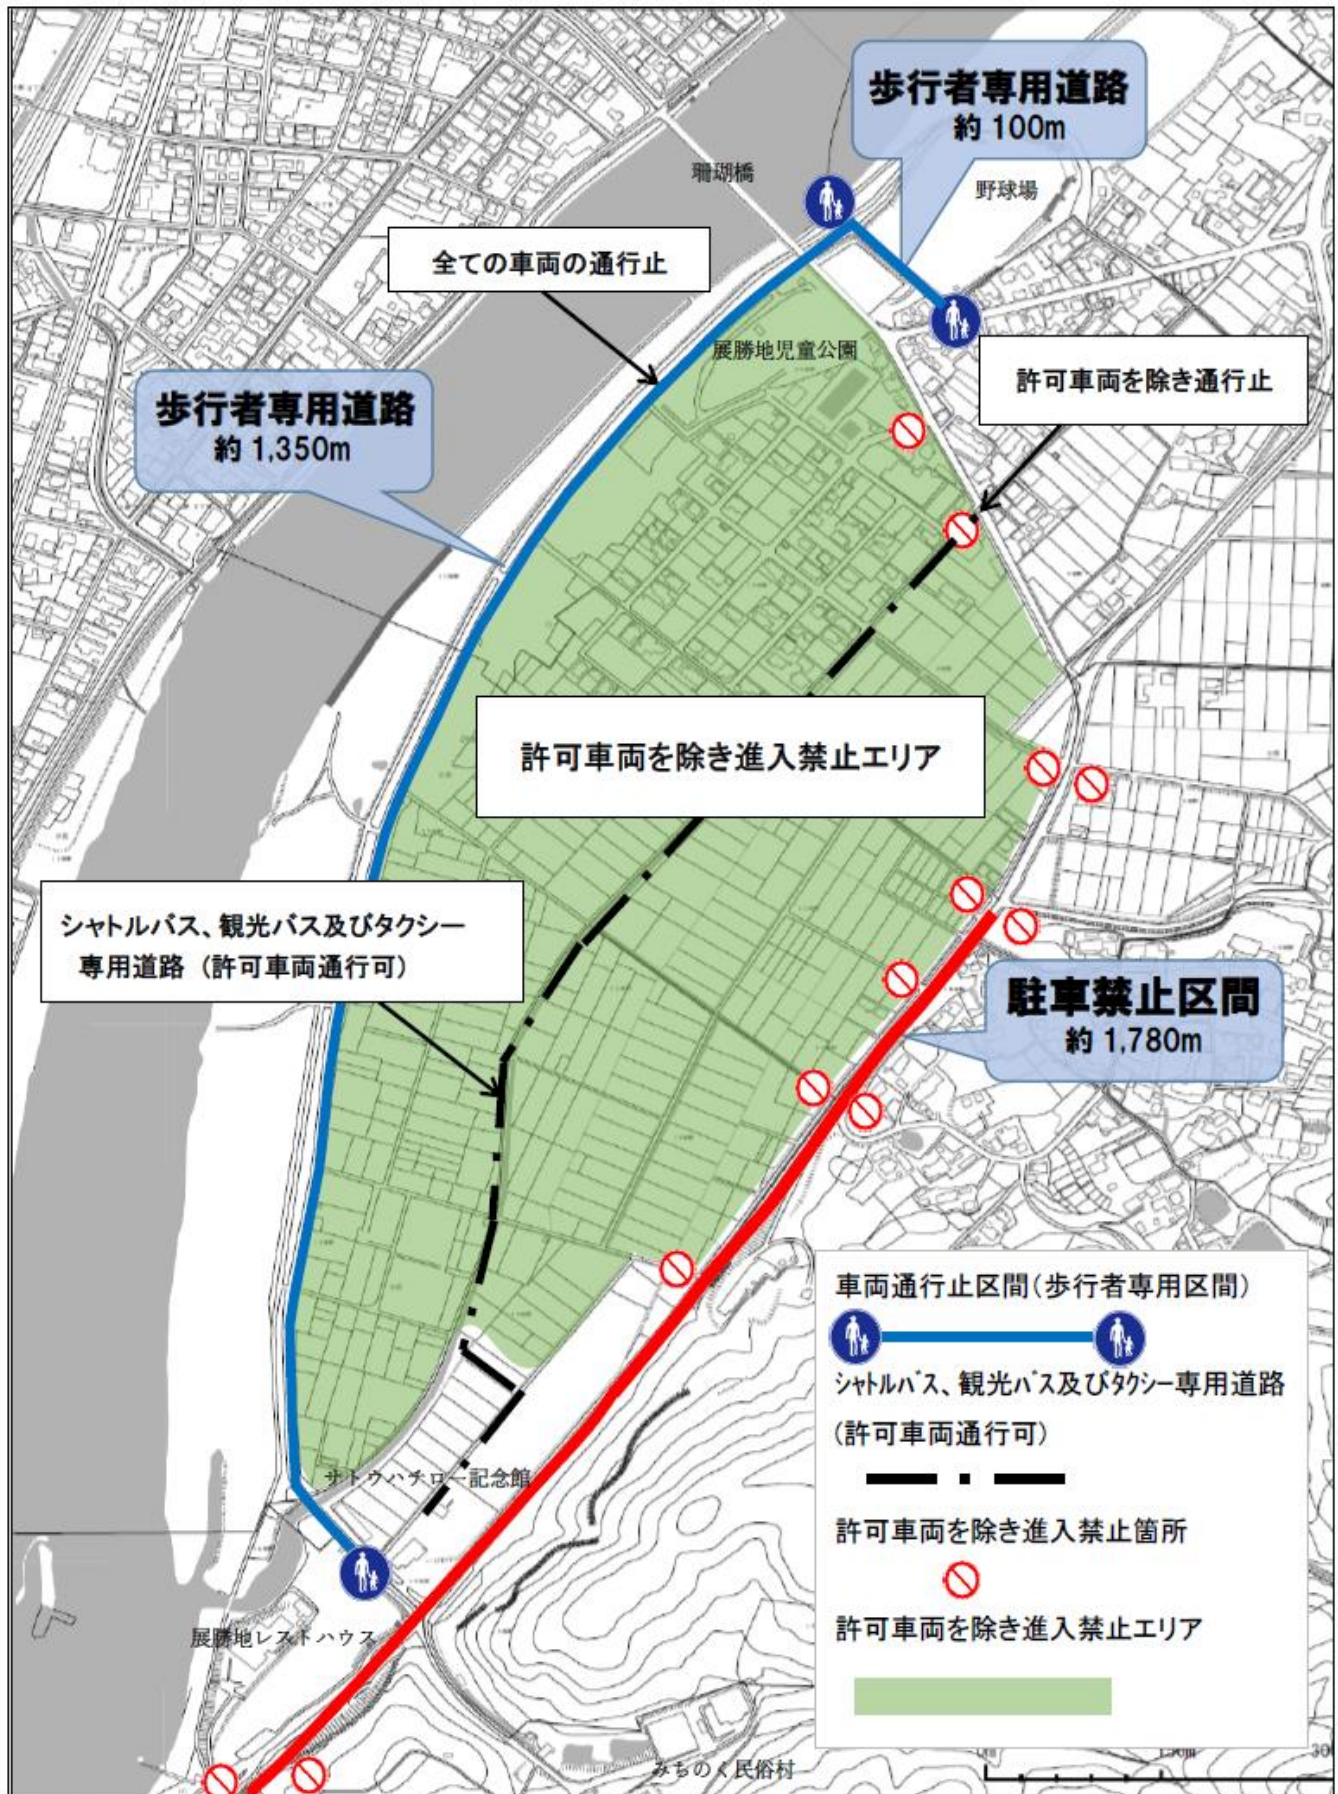 歩行者専用道路
約 100m
珊瑚橋
野球場
全ての車両の通行止
展勝地児童公園
許可車両を除き通行止
歩行者専用道路
約 1,350m
許可車両を除き進入禁止エリア
シャトルバス、観光バス及びタクシー
専用道路（許可車両通行可）
駐車禁止区間
約 1,780m
車両通行止区間(歩行者専用区間)
ｼｬﾄﾙﾊﾞｽ、観光ﾊﾞｽ及びﾀｸｼｰ専用道路
(許可車両通行可)
サトウハチロー記念館
許可車両を除き進入禁止箇所
展勝地レストハウス
許可車両を除き進入禁止エリア
みちのく民俗村
150m